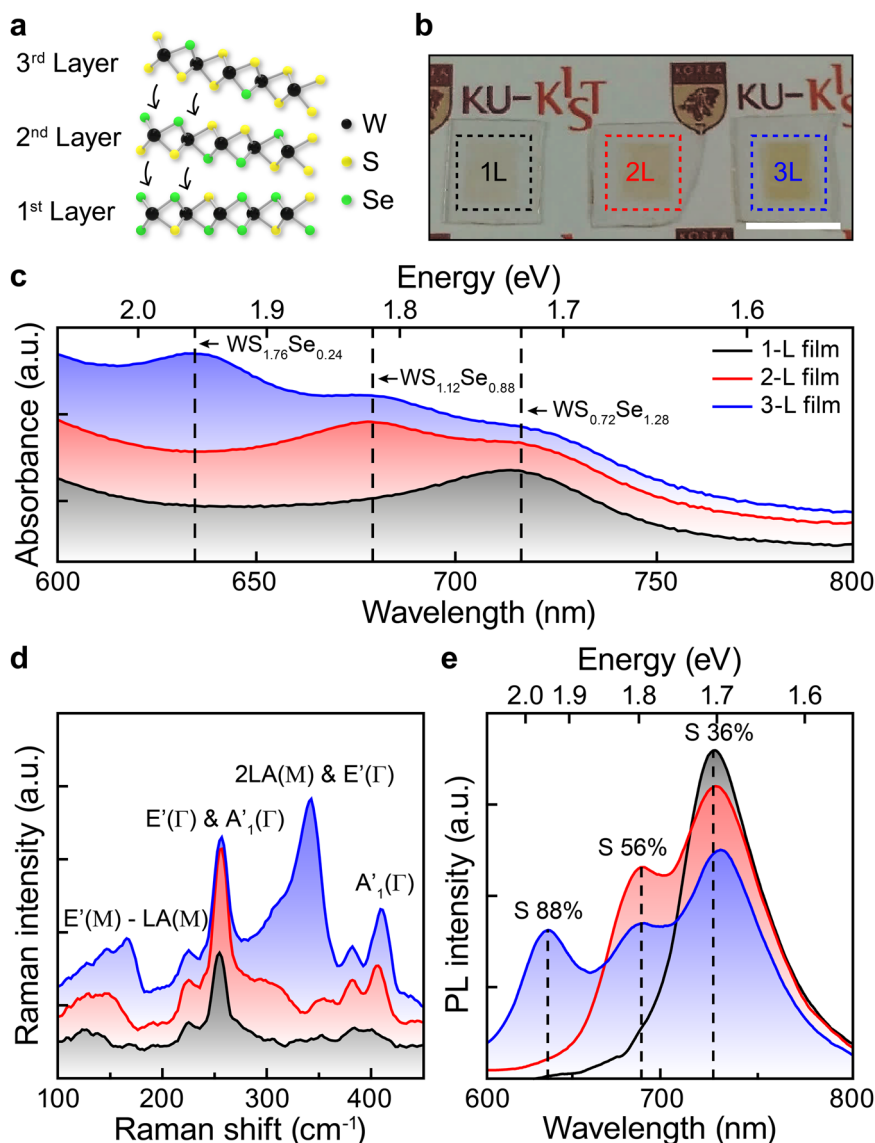 a
3rd Layer
2nd Layer
1st Layer
W
S
Se
b
KOREA
KU-KIST
KU-KIST
1L
2L
3L
KOREA
c
Energy (eV)
2.0
1.9
1.8
1.7
1.6
Absorbance (a.u.)
WS1.76Se0.24
WS1.12Se0.88
WS0.72Se1.28
1-L film
2-L film
3-L film
600
650
700
750
800
Wavelength (nm)
d
Raman intensity (a.u.)
2LA(M) & E'(Γ)
E'(Γ) & A'1(Γ)
A'1(Γ)
E'(M) - LA(M)
100
200
300
400
Raman shift (cm-1)
e
Energy (eV)
2.0
1.9
1.8
1.7
1.6
PL intensity (a.u.)
S 36%
S 56%
S 88%
600
700
800
Wavelength (nm)